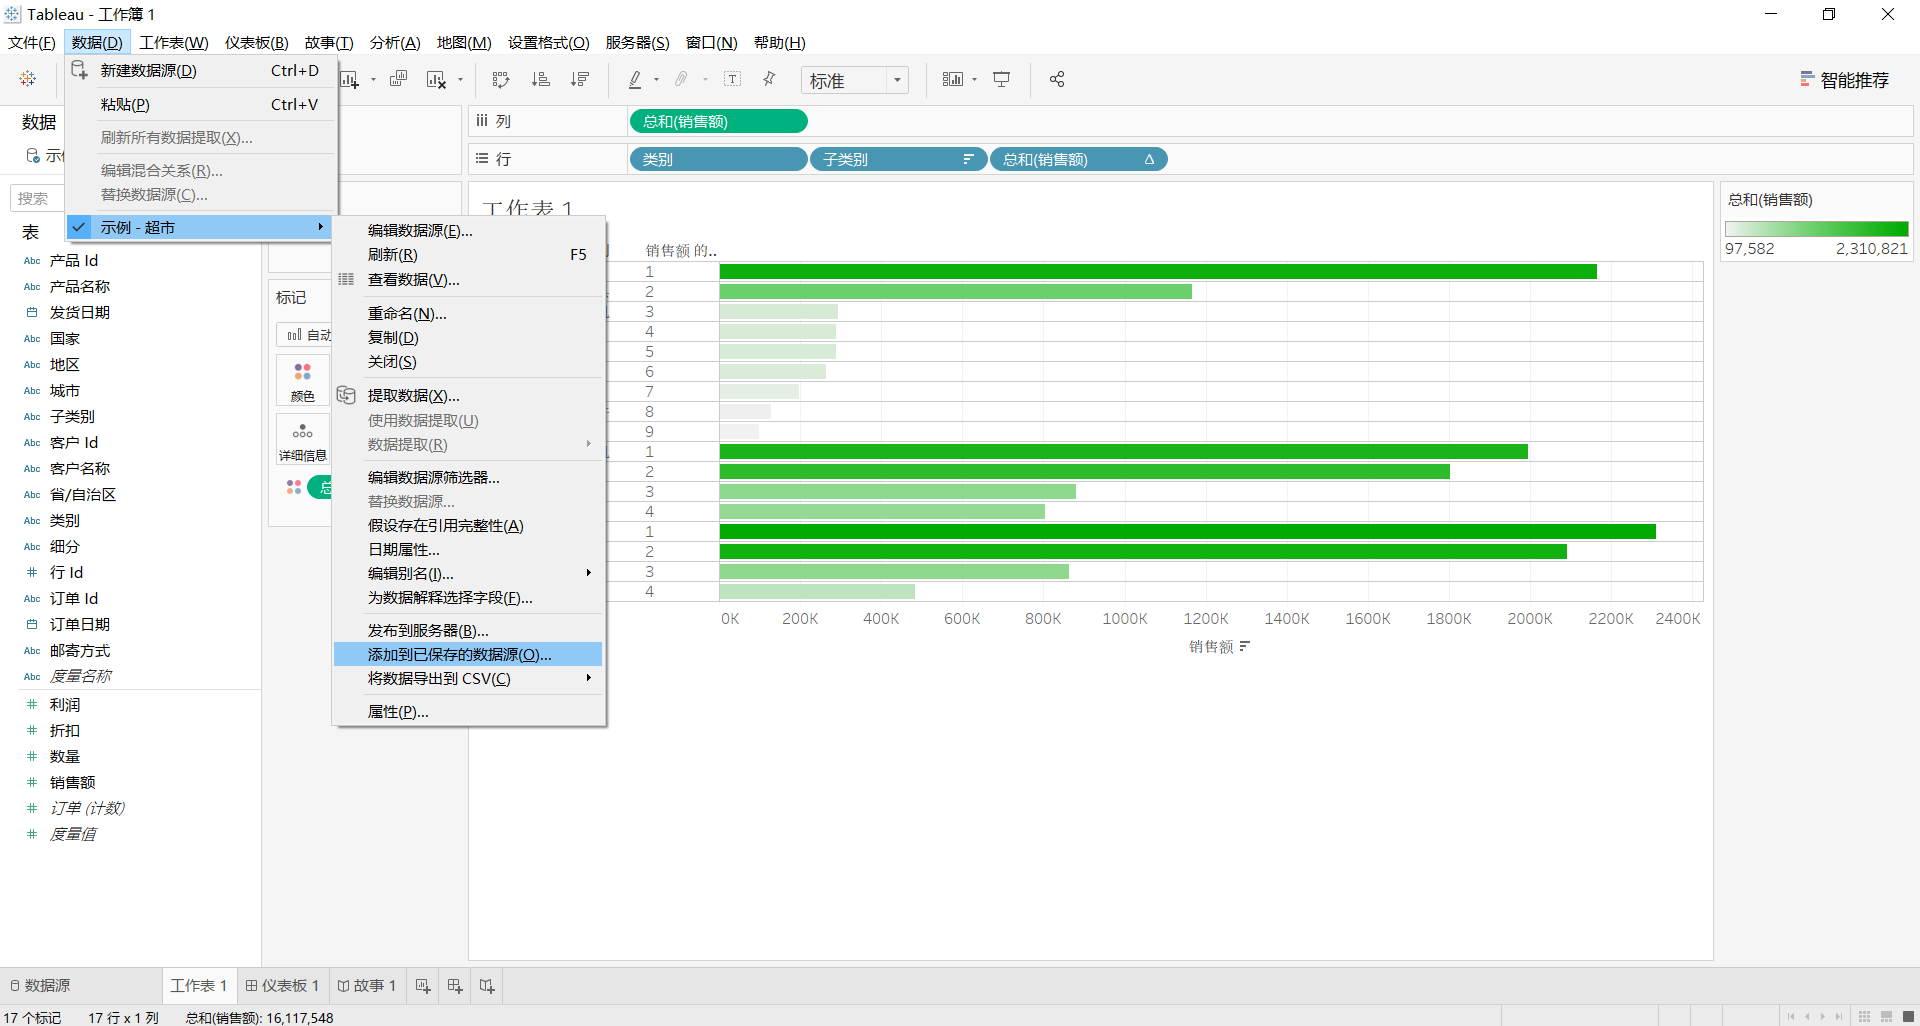 Tableau - 工作簿 1
文件(F) 数据(D) 工作表(W) 仪表板(B) 故事(T) 分析(A) 地图(M) 设置格式(O) 服务器(S) 窗口(N) 帮助(H)
新建数据源(D) Ctrl+D
粘贴(P) Ctrl+V
刷新所有数据提取(X)...
编辑混合关系(R)...
替换数据源(C)...
示例 - 超市
标准
智能推荐
数据
搜索
表
产品 Id
产品名称
发货日期
国家
地区
城市
子类别
客户 Id
客户名称
省/自治区
类别
细分
行 Id
订单 Id
订单日期
邮寄方式
度量名称
利润
折扣
数量
销售额
订单 (计数)
度量值
标记
自动
颜色
详细信息
总
编辑数据源(E)...
刷新(R) F5
查看数据(V)...
重命名(N)...
复制(D)
关闭(S)
提取数据(X)...
使用数据提取(U)
数据提取(R)
编辑数据源筛选器...
替换数据源...
假设存在引用完整性(A)
日期属性...
编辑别名(I)...
为数据解释选择字段(F)...
发布到服务器(B)...
添加到已保存的数据源(O)...
将数据导出到 CSV(C)
属性(P)...
列 总和(销售额)
行 类别 子类别 总和(销售额)
工作表 1
销售额 的..
1
2
3
4
5
6
7
8
9
1
2
3
4
1
2
3
4
0K 200K 400K 600K 800K 1000K 1200K 1400K 1600K 1800K 2000K 2200K 2400K
销售额
总和(销售额)
97,582 2,310,821
数据源 工作表 1 仪表板 1 故事 1
17 个标记 17 行 x 1 列 总和(销售额): 16,117,548